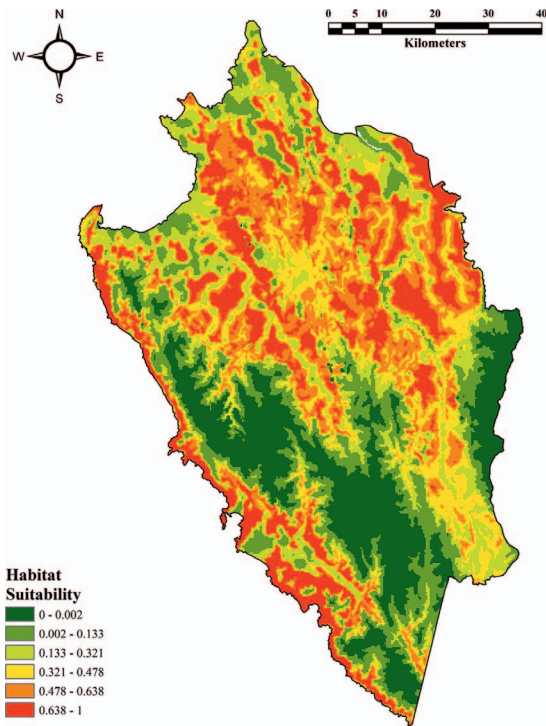 N
W E
S
0 5 10 20 30 40
Kilometers
Habitat
Suitability
0 - 0.002
0.002 - 0.133
0.133 - 0.321
0.321 - 0.478
0.478 - 0.638
0.638 - 1